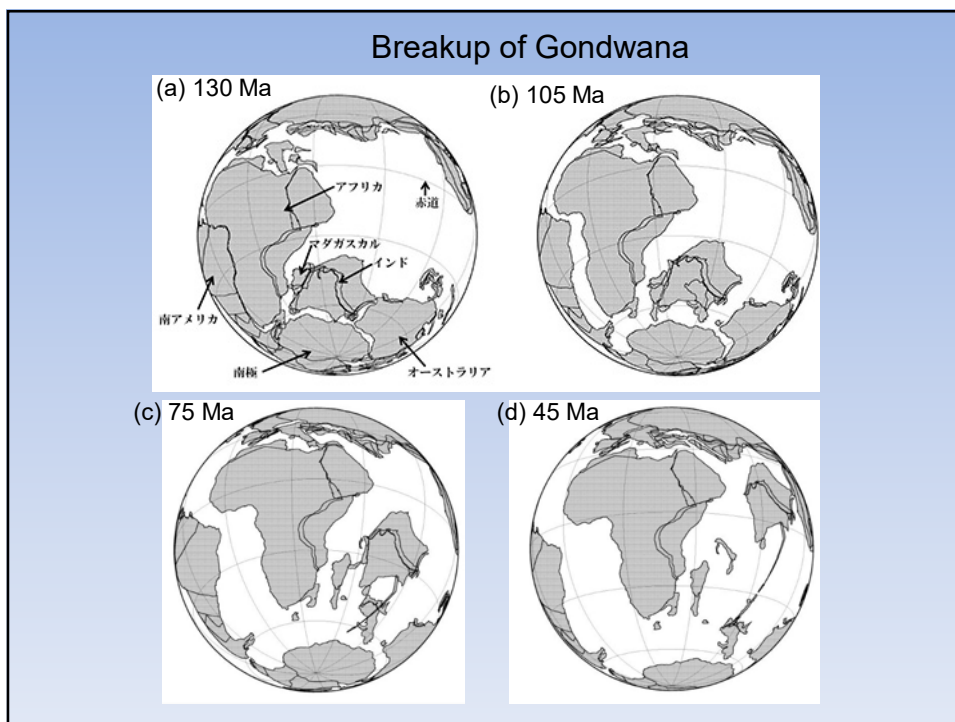 Breakup of Gondwana
(a) 130 Ma
(b) 105 Ma
アフリカ
赤道
マダガスカル
インド
南アメリカ
南極
オーストラリア
(c) 75 Ma
(d) 45 Ma